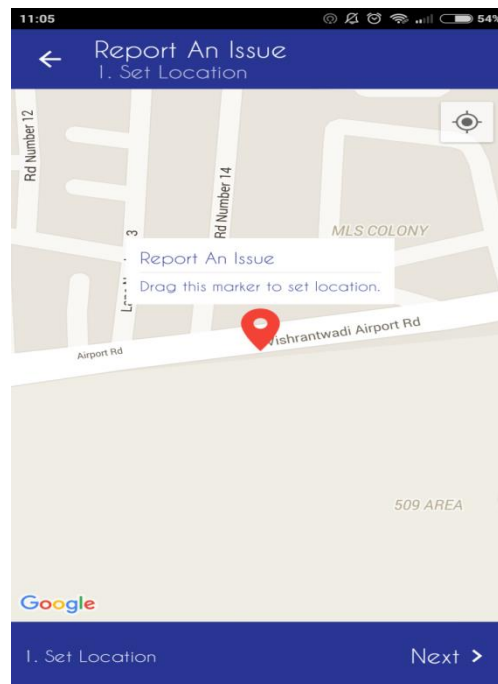 11:05
54%
Report An Issue
1. Set Location
Rd Number 12
Rd Number 14
3
MLS COLONY
Report An Issue
Drag this marker to set location.
Airport Rd
Vishrantwadi Airport Rd
509 AREA
Google
1. Set Location
Next >